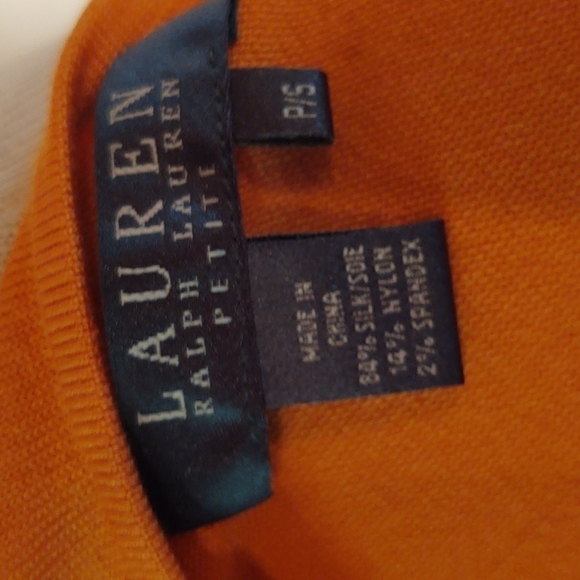 LAUREN
RALPH LAUREN
PETITE
P/S
MADE IN
CHINA
84% SILK/SOIE
14% NYLON
2% SPANDEX